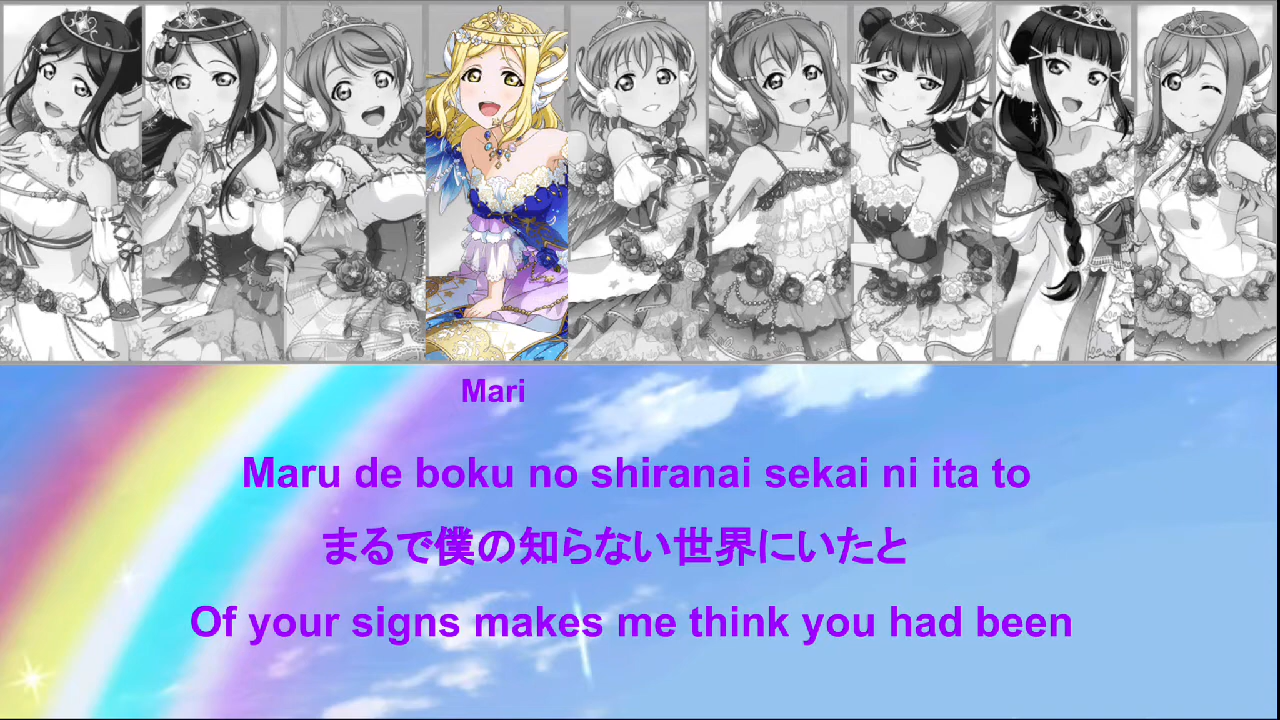 Mari
Maru de boku no shiranai sekai ni ita to
まるで僕の知らない世界にいたと
Of your signs makes me think you had been